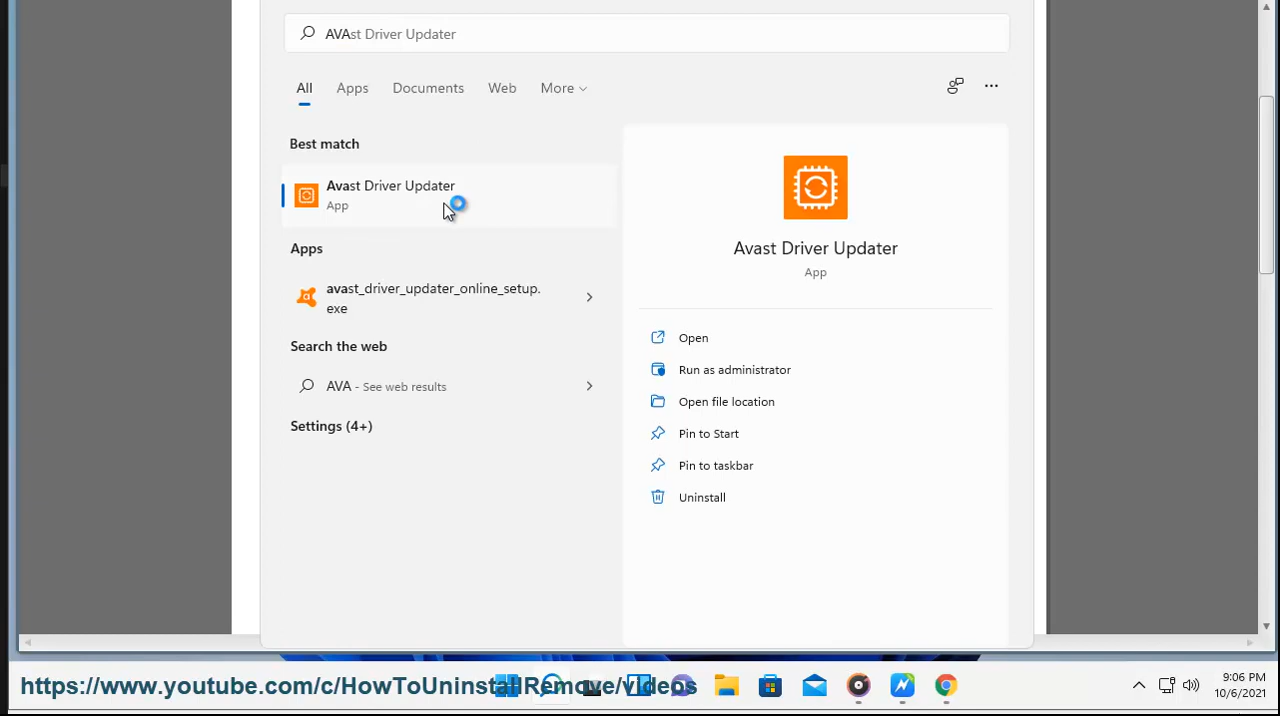 AVAst Driver Updater
All Apps Documents Web More
Best match
Avast Driver Updater
App
Apps
avast_driver_updater_online_setup.
exe
Search the web
AVA - See web results
Settings (4+)
Avast Driver Updater
App
Open
Run as administrator
Open file location
Pin to Start
Pin to taskbar
Uninstall
https://www.youtube.com/c/HowToUninstallRemove/videos
9:06 PM
10/6/2021